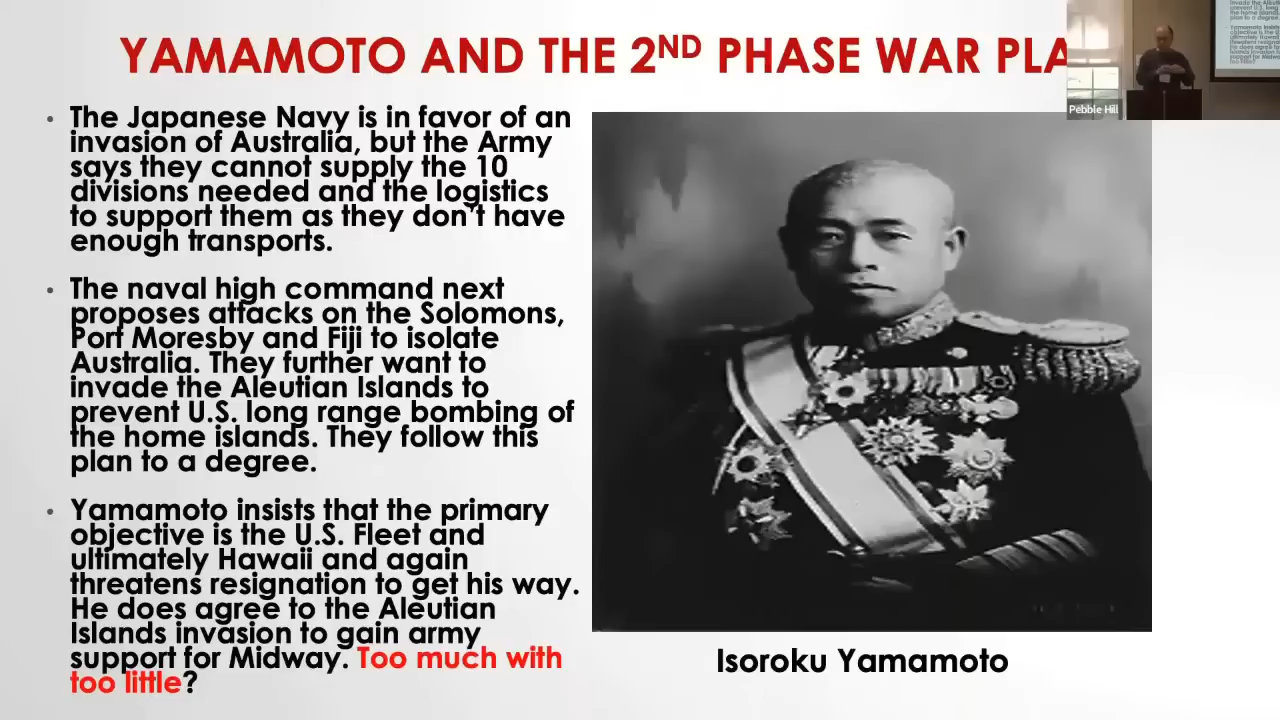 YAMAMOTO AND THE 2ND PHASE WAR PLA
Pebble Hill
• The Japanese Navy is in favor of an
invasion of Australia, but the Army
says they cannot supply the 10
divisions needed and the logistics
to support them as they don't have
enough transports.
• The naval high command next
proposes attacks on the Solomons,
Port Moresby and Fiji to isolate
Australia. They further want to
invade the Aleutian Islands to
prevent U.S. long range bombing of
the home islands. They follow this
plan to a degree.
• Yamamoto insists that the primary
objective is the U.S. Fleet and
ultimately Hawaii and again
threatens resignation to get his way.
He does agree to the Aleutian
Islands invasion to gain army
support for Midway. Too much with
too little?
Isoroku Yamamoto